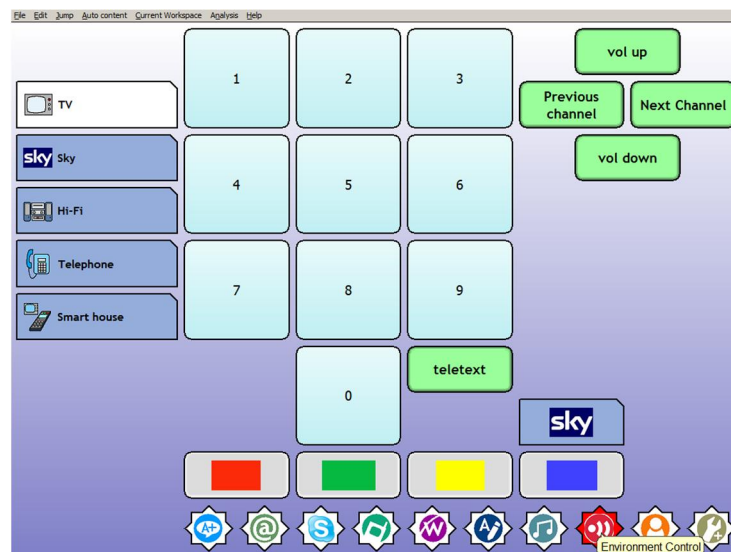 File Edit Jump Auto content Current Workspace Analysis Help
TV
sky Sky
Hi-Fi
Telephone
Smart house
1 2 3
4 5 6
7 8 9
0
vol up
Previous
channel
Next Channel
vol down
teletext
sky
A+ @ S W A
Environment Control